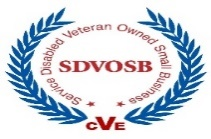 Service Disabled Veteran Owned Small Business
SDVOSB
CVE